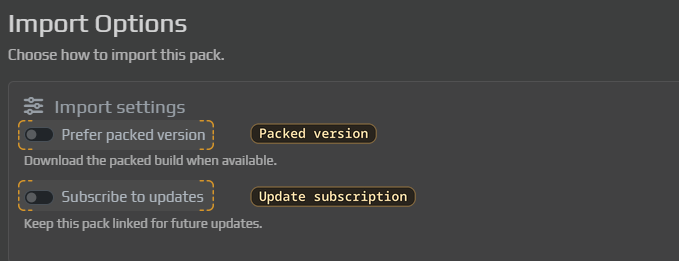 Import Options
Choose how to import this pack.
Import settings
Prefer packed version Packed version
Download the packed build when available.
Subscribe to updates Update subscription
Keep this pack linked for future updates.